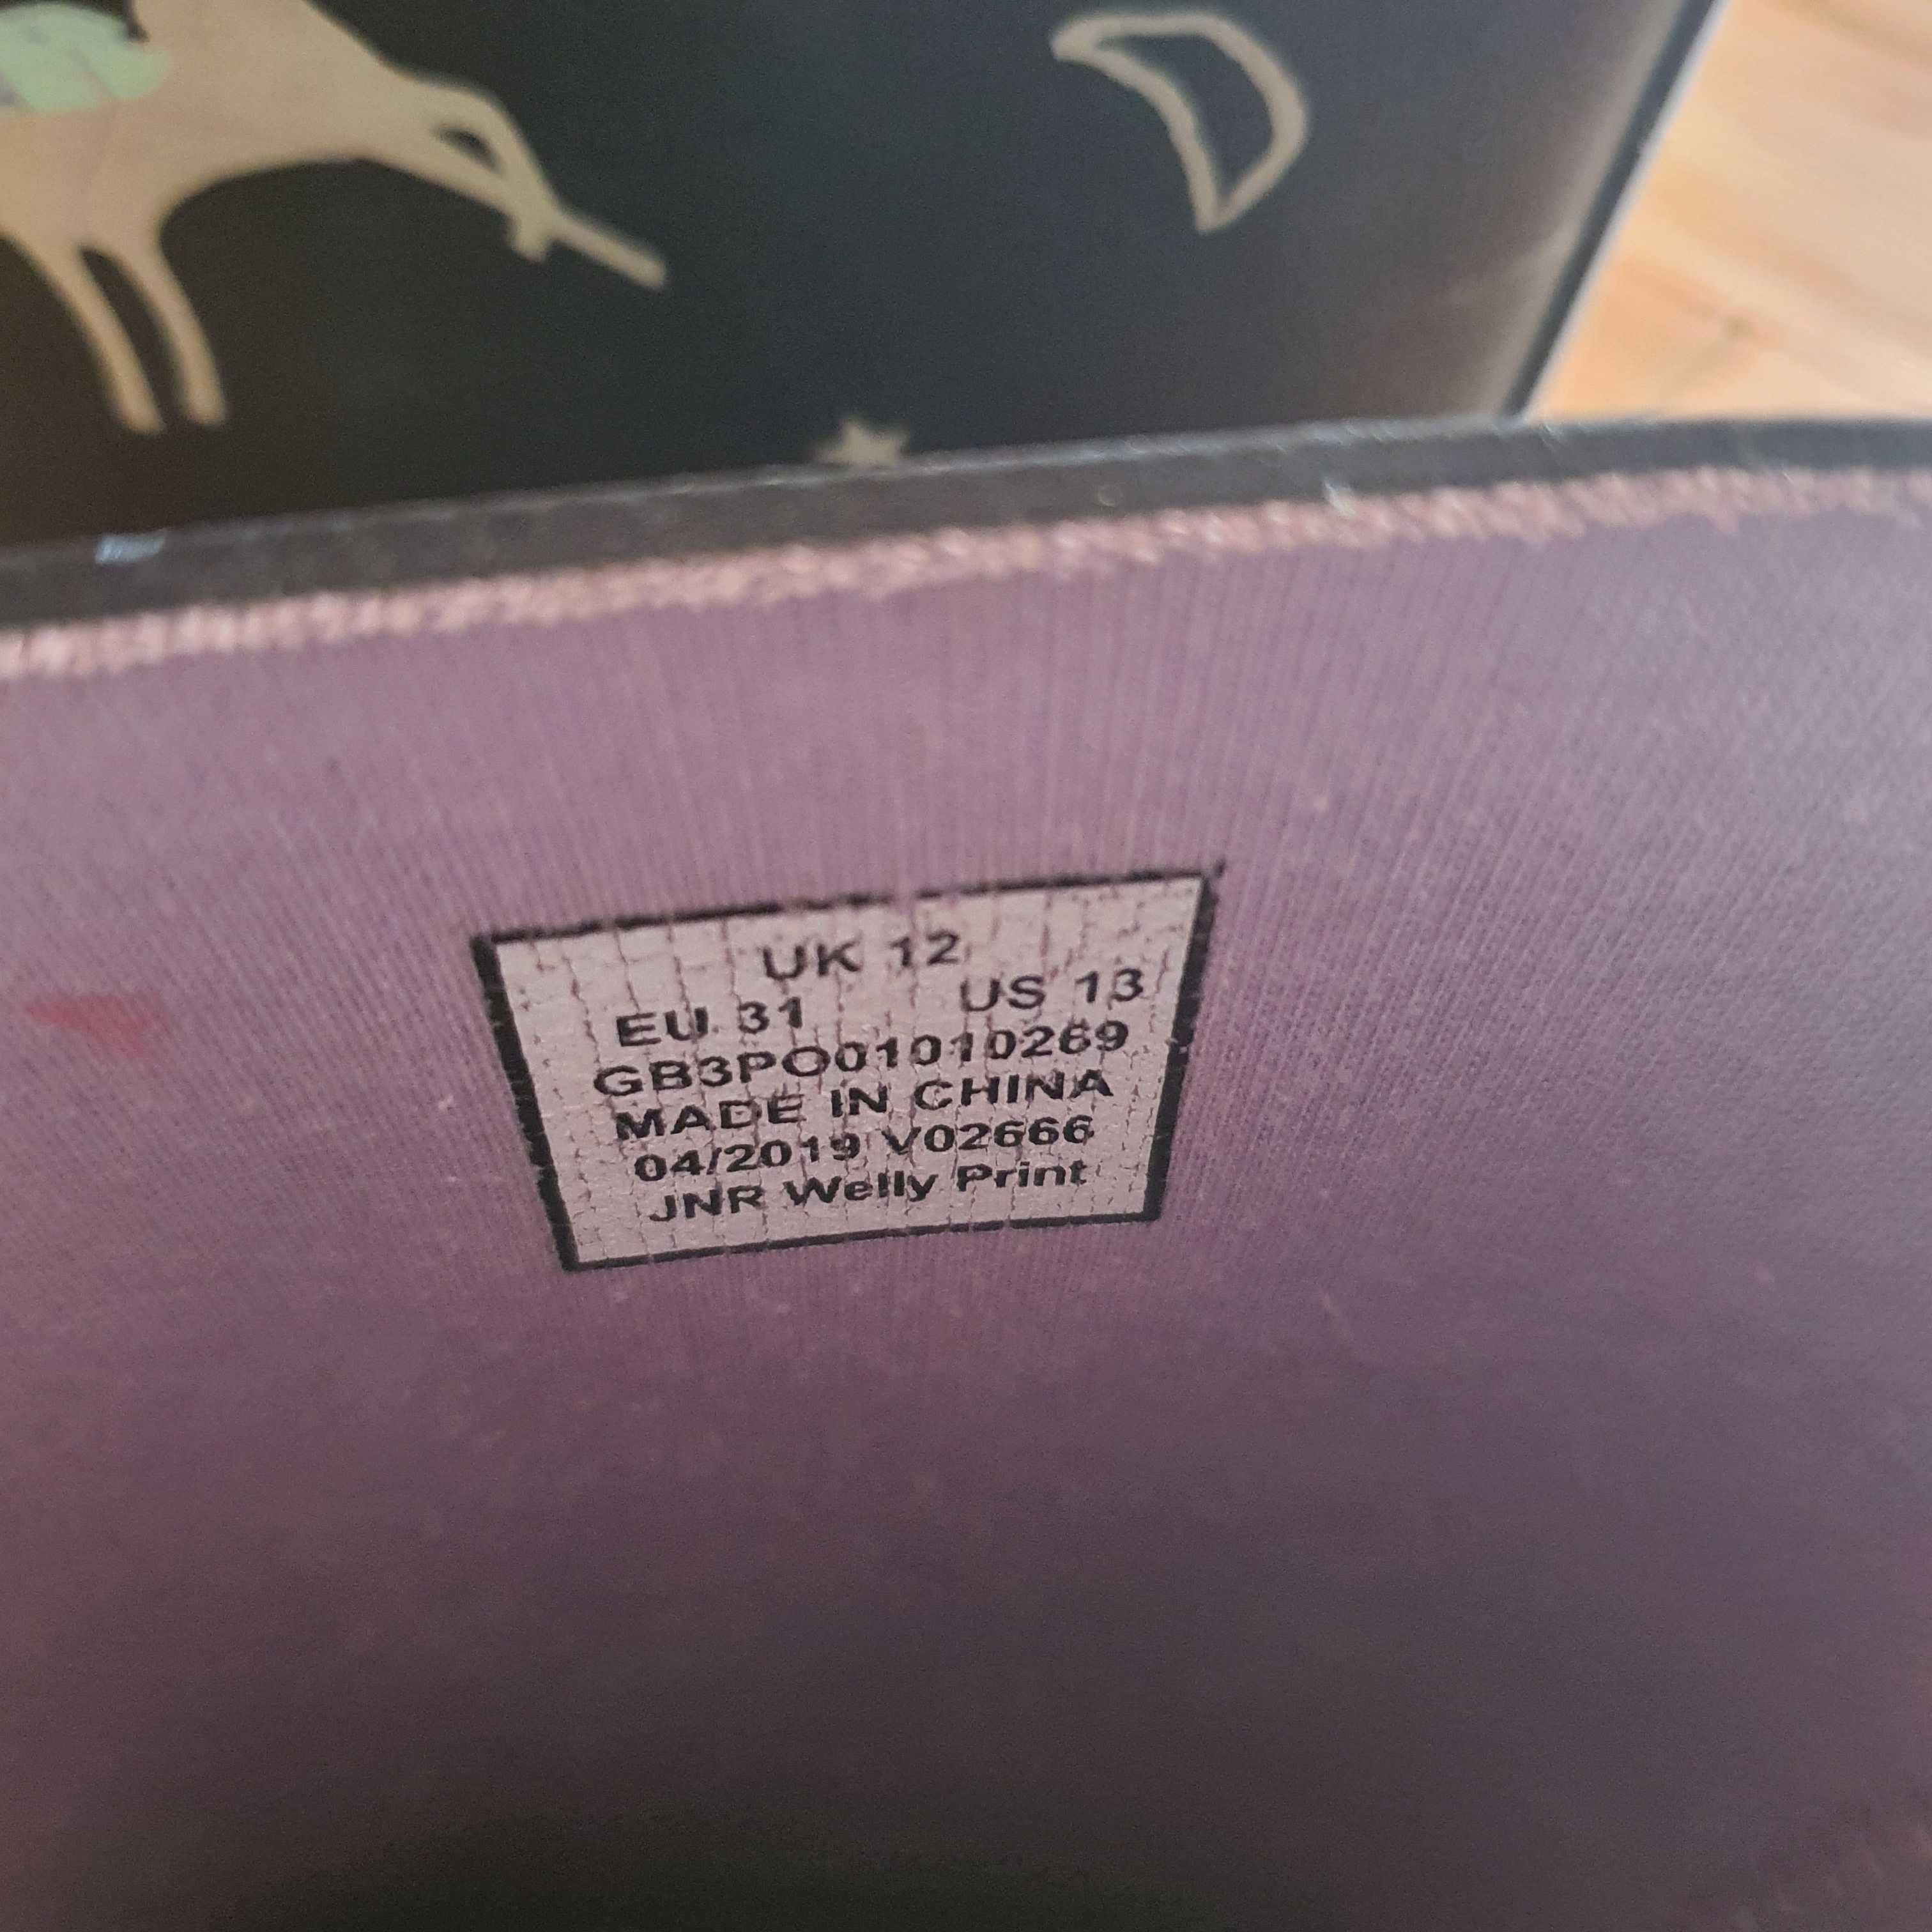 UK 12
EU 31 US 13
GB3PO01010269
MADE IN CHINA
04/2019 V02666
JNR Welly Print